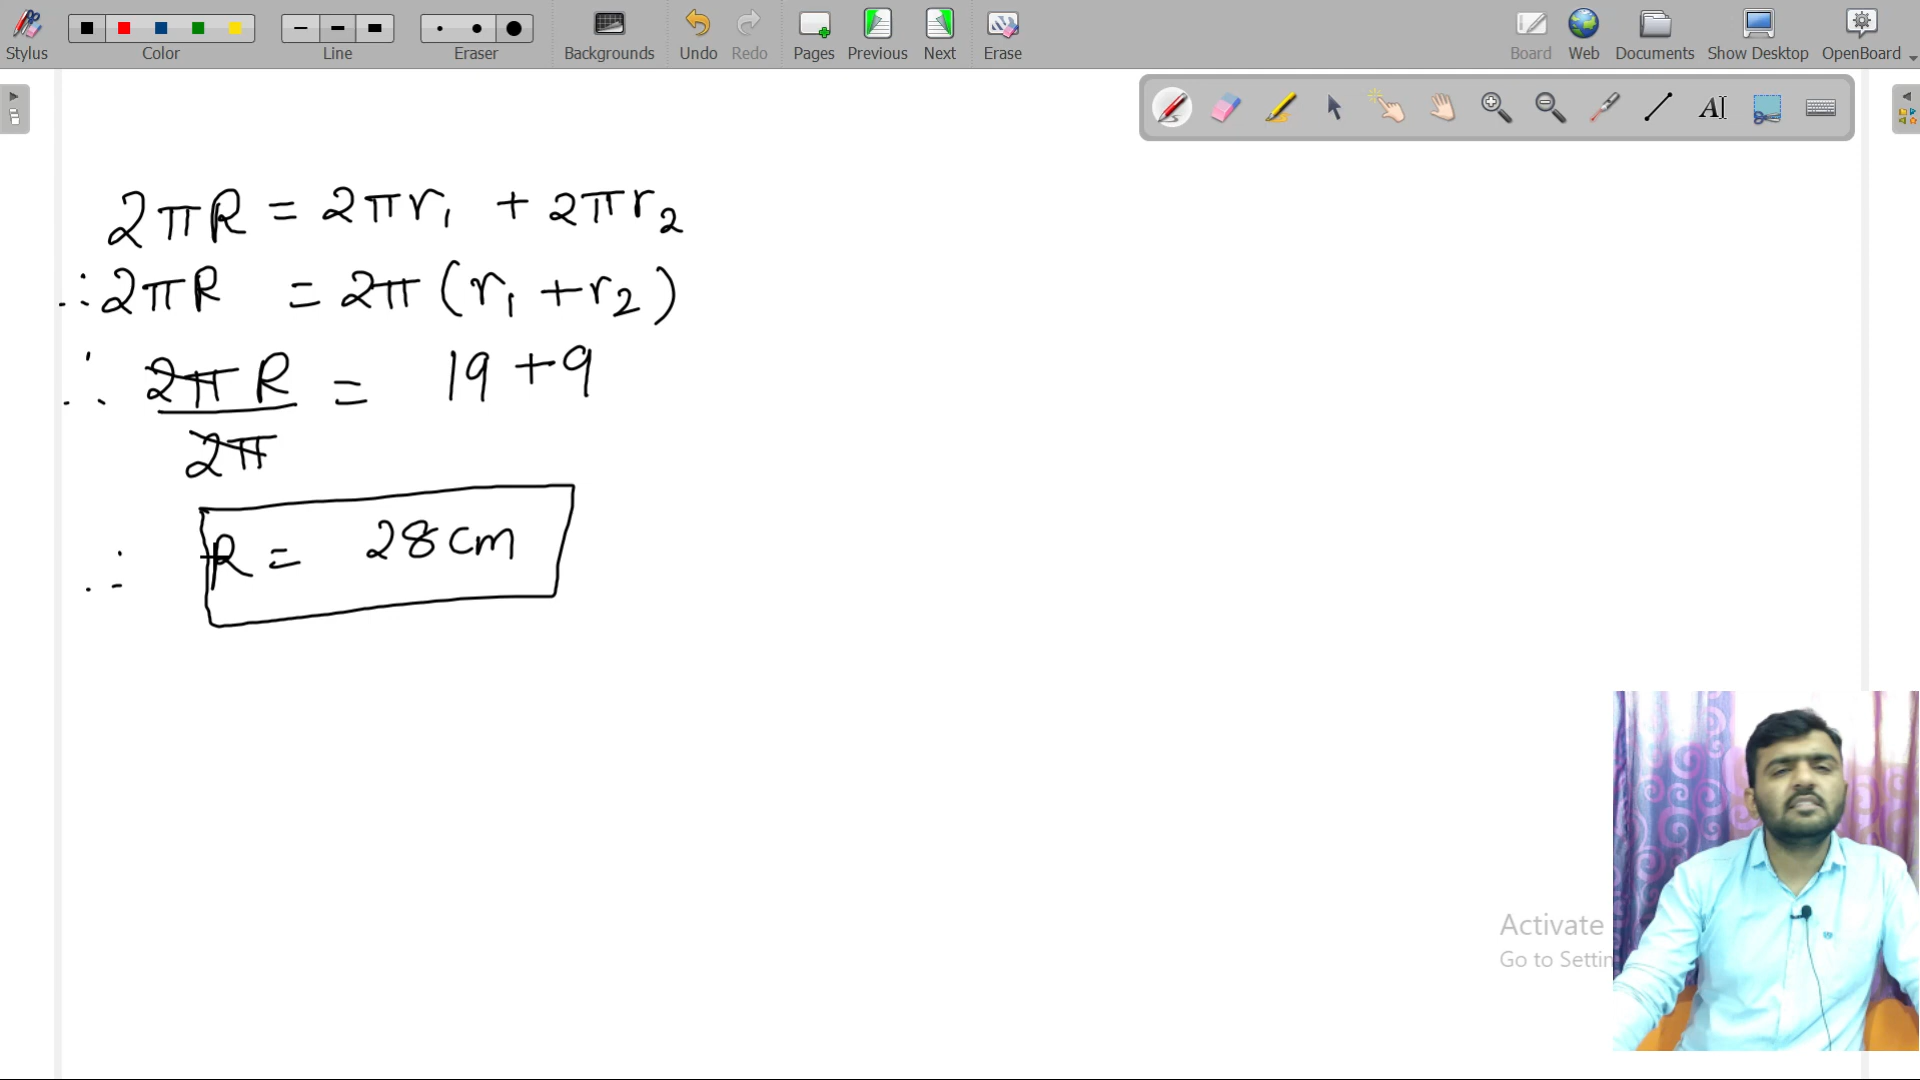 Stylus
Color
Line
Eraser
Backgrounds
Undo
Redo
Pages
Previous
Next
Erase
Board
Web
Documents
Show Desktop
OpenBoard
2πR = 2πr₁ + 2πr₂
∴ 2πR = 2π (r₁ + r₂)
∴ 2πR = 19 + 9
2π
∴ R = 28 cm
Activate
Go to Settin